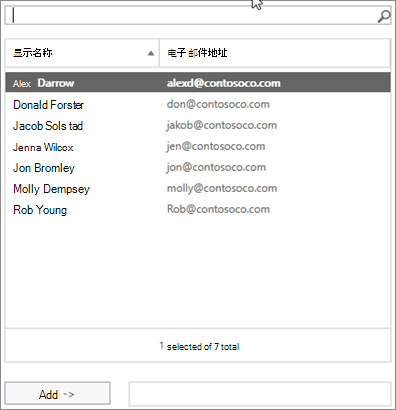 显示名称 电子邮件地址
Alex Darrow alexd@contosoco.com
Donald Forster don@contosoco.com
Jacob Solstad jakob@contosoco.com
Jenna Wilcox jen@contosoco.com
Jon Bromley jon@contosoco.com
Molly Dempsey molly@contosoco.com
Rob Young Rob@contosoco.com
1 selected of 7 total
Add ->